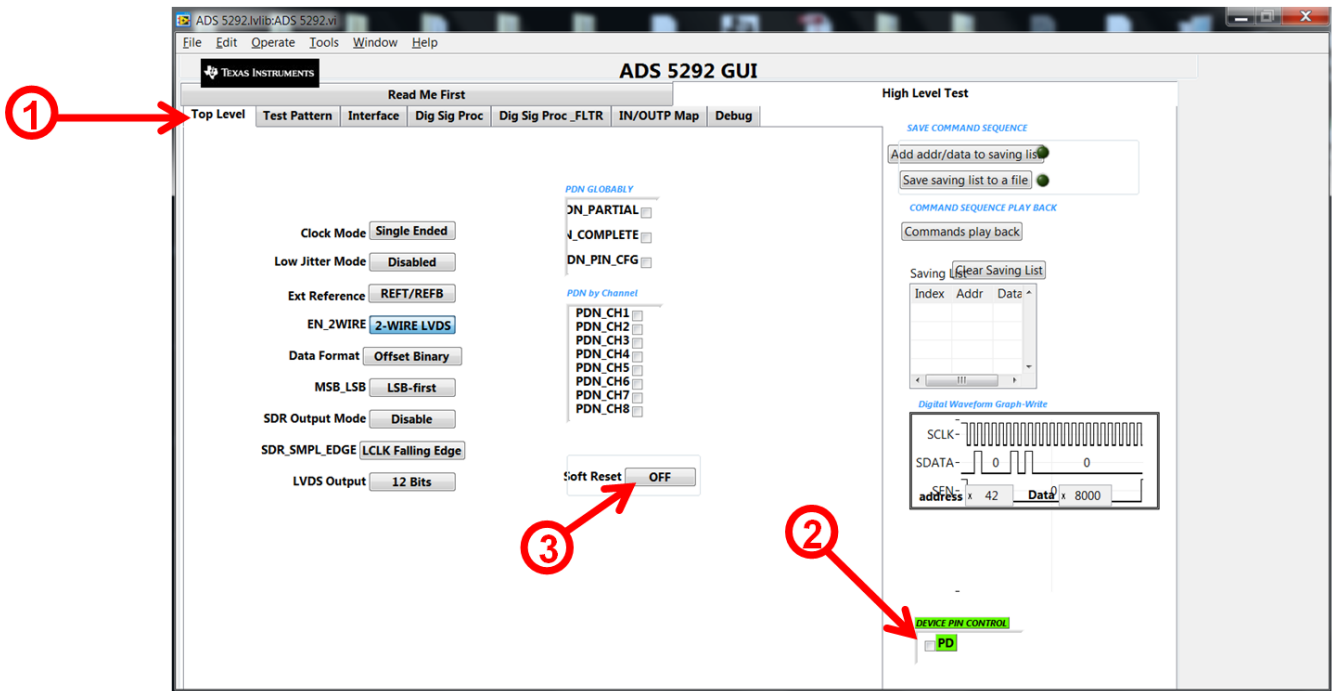 ADS 5292.lvlib:ADS 5292.vi
File Edit Operate Tools Window Help
TEXAS INSTRUMENTS
ADS 5292 GUI
Read Me First
High Level Test
1
Top Level Test Pattern Interface Dig Sig Proc Dig Sig Proc _FLTR IN/OUTP Map Debug
SAVE COMMAND SEQUENCE
Add addr/data to saving lis
Save saving list to a file
COMMAND SEQUENCE PLAY BACK
Commands play back
Saving List Clear Saving List
Index Addr Data
PDN GLOBABLY
DN_PARTIAL
N_COMPLETE
DN_PIN_CFG
PDN by Channel
PDN_CH1
PDN_CH2
PDN_CH3
PDN_CH4
PDN_CH5
PDN_CH6
PDN_CH7
PDN_CH8
Clock Mode Single Ended
Low Jitter Mode Disabled
Ext Reference REFT/REFB
EN_2WIRE 2-WIRE LVDS
Data Format Offset Binary
MSB_LSB LSB-first
SDR Output Mode Disable
SDR_SMPL_EDGE LCLK Falling Edge
LVDS Output 12 Bits
Soft Reset OFF
3
2
Digital Waveform Graph-Write
SCLK-
SDATA- 0 0
SEN- 0
address x 42 Data x 8000
DEVICE PIN CONTROL
PD